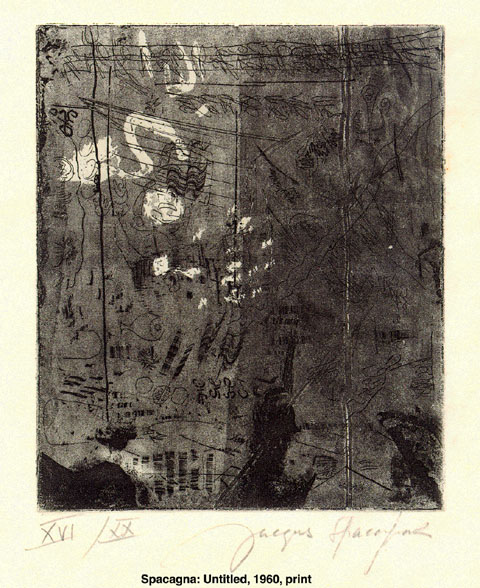 XVI /XX Jacques Spacagna
Spacagna: Untitled, 1960, print